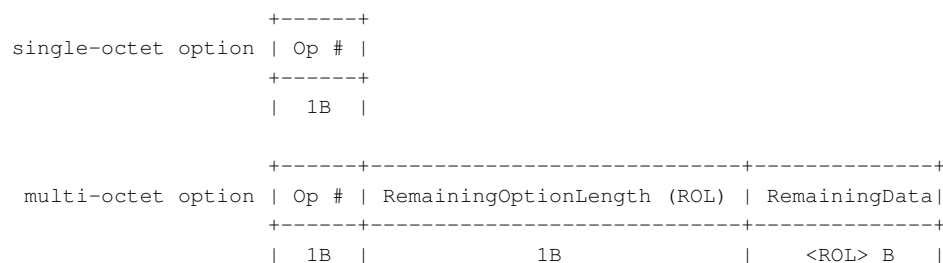 +------+
single-octet option | Op # |
                    +------+
                    |  1B  |

                    +------+-----------------------------+--------------+
 multi-octet option | Op # | RemainingOptionLength (ROL) | RemainingData|
                    +------+-----------------------------+--------------+
                    |  1B  |             1B              |    <ROL> B   |